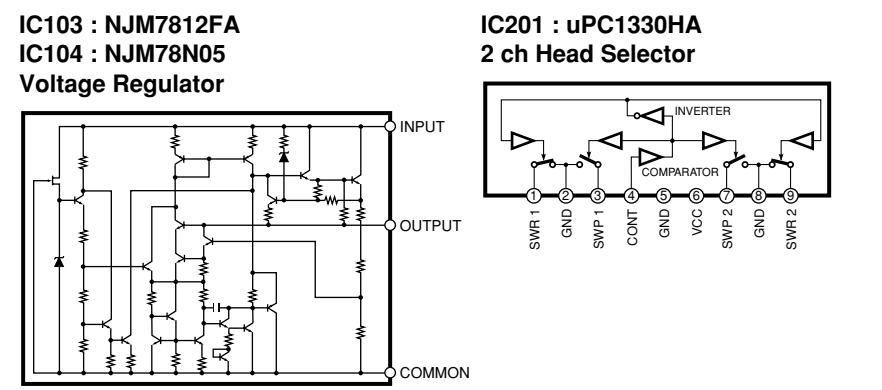 IC103 : NJM7812FA
IC104 : NJM78N05
Voltage Regulator
INPUT
OUTPUT
COMMON
IC201 : uPC1330HA
2 ch Head Selector
INVERTER
COMPARATOR
1 2 3 4 5 6 7 8 9
SWR 1
GND
SWP 1
CONT
GND
VCC
SWP 2
GND
SWR 2